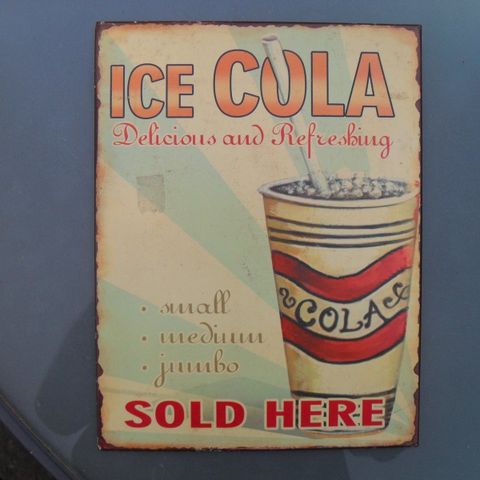 ICE COLA
Delicious and Refreshing
COLA
· small
· medium
· jumbo
SOLD HERE